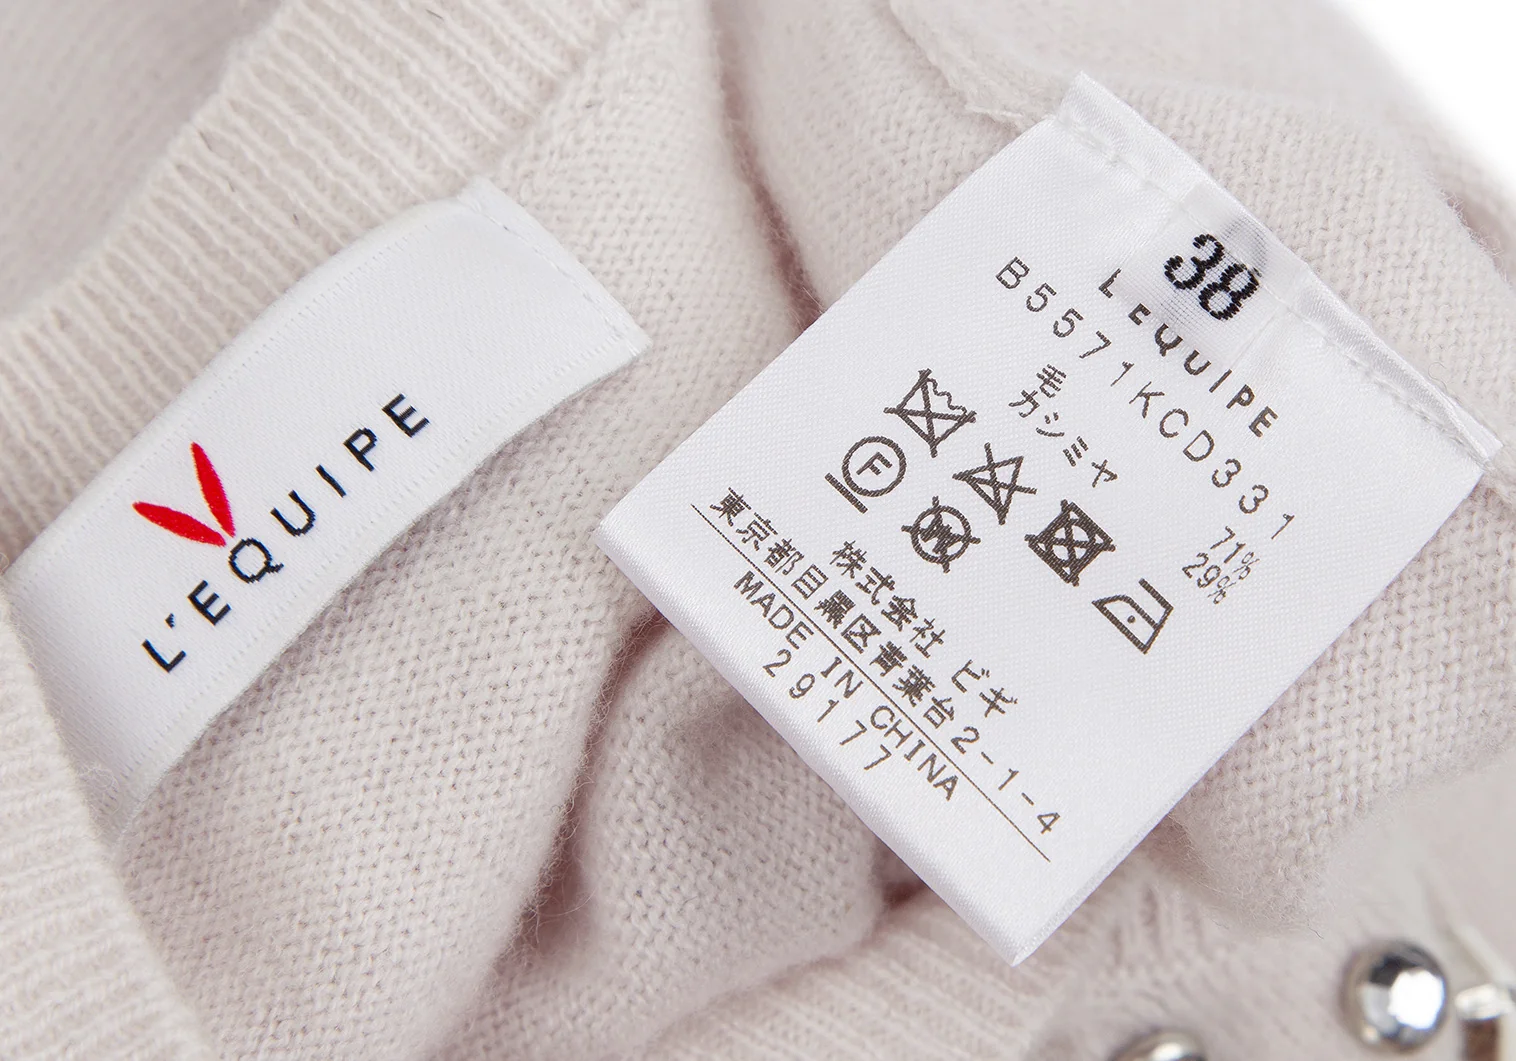 L'EQUIPE
38
L'EQUIPE
B5571KCD331
毛 71%
カシミヤ 29%
F
W
株式会社 ビギ
東京都目黒区青葉台2-1-4
MADE IN CHINA
29177